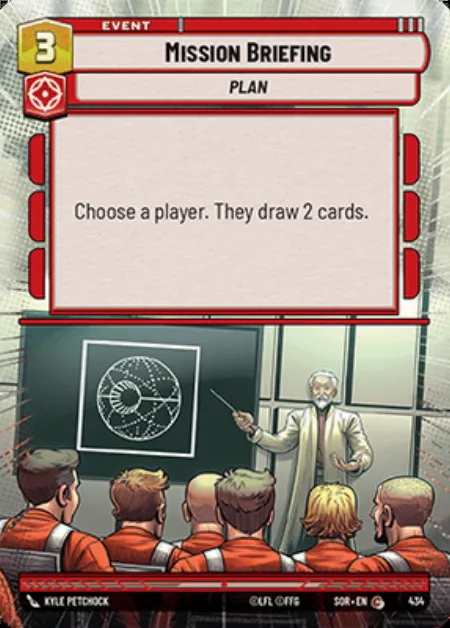 EVENT
3
MISSION BRIEFING
PLAN
Choose a player. They draw 2 cards.
KYLE PETCHOCK
©LFL ©FFG
SOR • EN
C
434